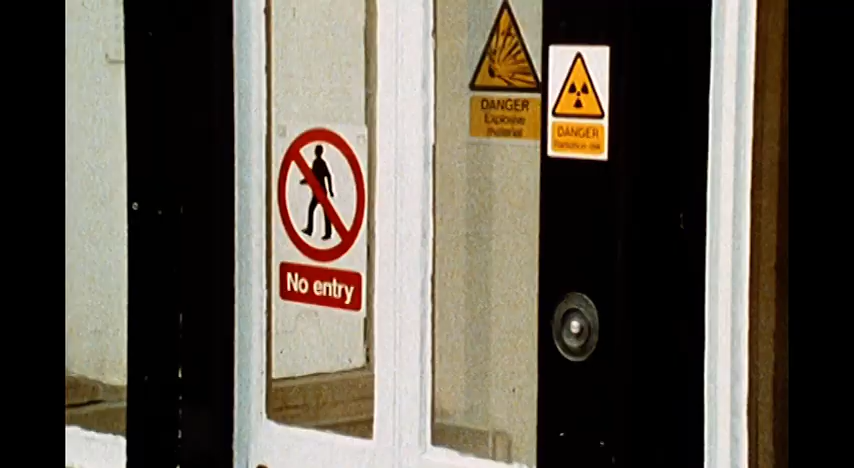 DANGER
Explosive
material
DANGER
Radiation risk
No entry